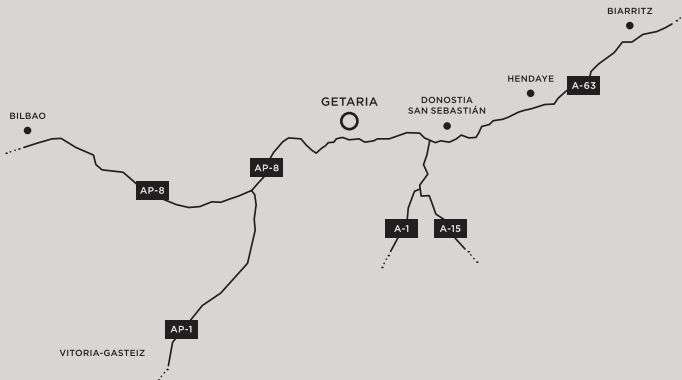 BIARRITZ
HENDAYE
A-63
GETARIA
DONOSTIA
SAN SEBASTIÁN
BILBAO
AP-8
AP-8
A-1
A-15
AP-1
VITORIA-GASTEIZ